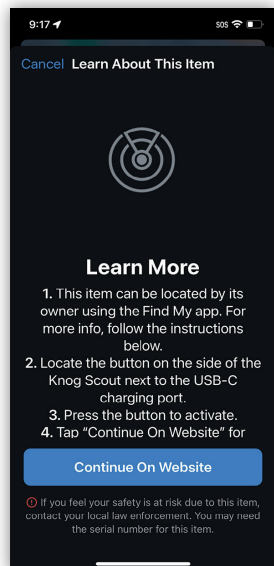 9:17 SOS
Cancel Learn About This Item
Learn More
1. This item can be located by its
owner using the Find My app. For
more info, follow the instructions
below.
2. Locate the button on the side of the
Knog Scout next to the USB-C
charging port.
3. Press the button to activate.
4. Tap "Continue On Website" for
Continue On Website
If you feel your safety is at risk due to this item,
contact your local law enforcement. You may need
the serial number for this item.